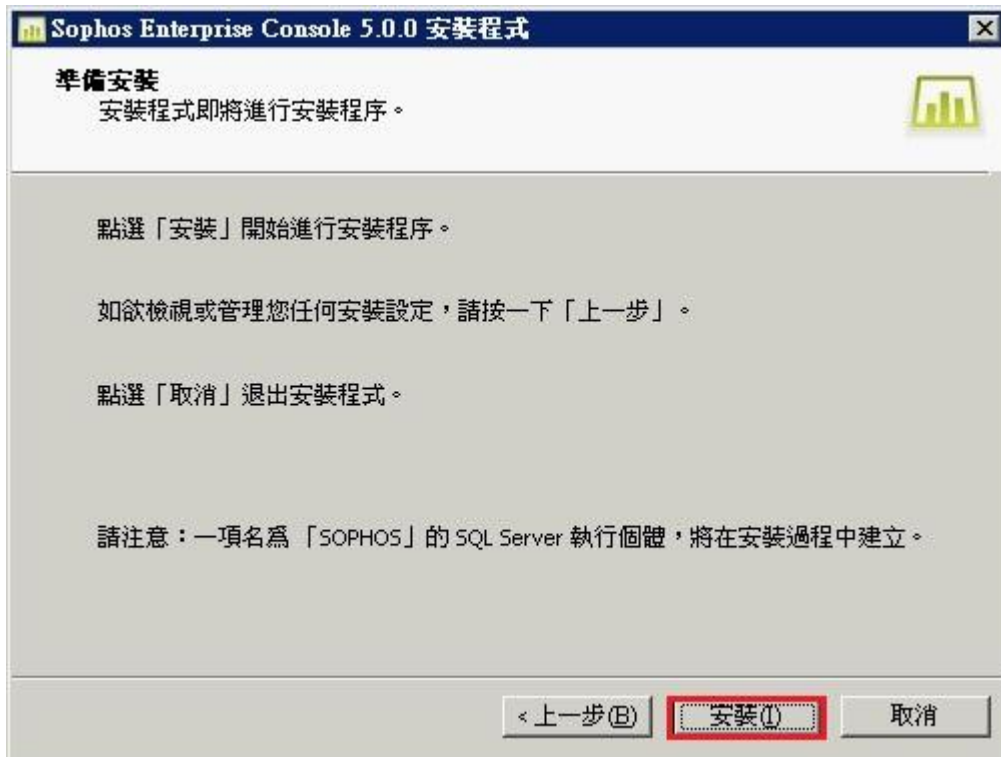 Sophos Enterprise Console 5.0.0 安裝程式
準備安裝
安裝程式即將進行安裝程序。
點選「安裝」開始進行安裝程序。
如欲檢視或管理您任何安裝設定，請按一下「上一步」。
點選「取消」退出安裝程式。
請注意：一項名為 「SOPHOS」的 SQL Server 執行個體，將在安裝過程中建立。
<上一步(B) 安裝(I) 取消